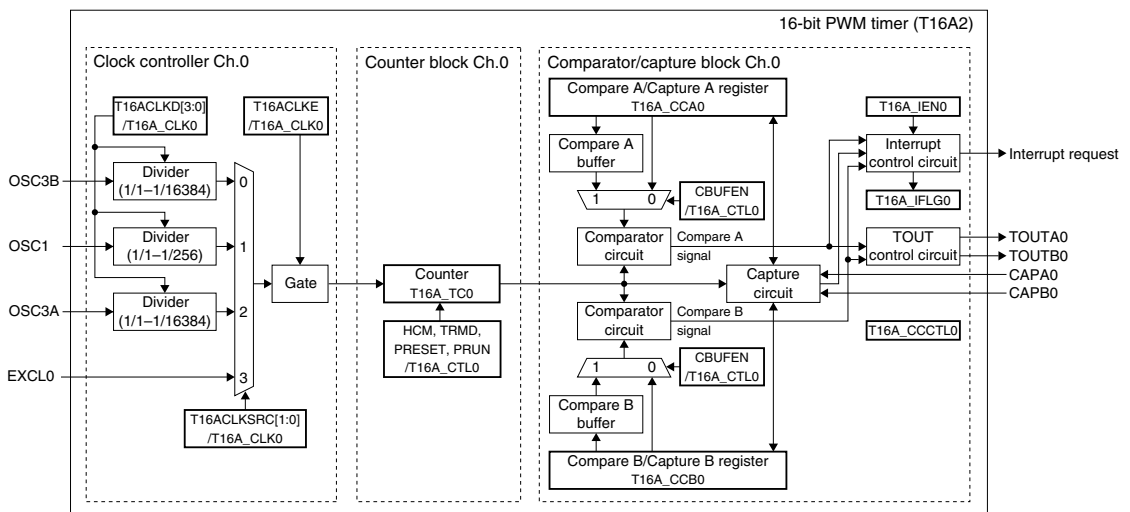 16-bit PWM timer (T16A2)
Clock controller Ch.0
Counter block Ch.0
Comparator/capture block Ch.0
T16ACLKD[3:0]
/T16A_CLK0
T16ACLKE
/T16A_CLK0
Compare A/Capture A register
T16A_CCA0
T16A_IEN0
Compare A
buffer
Interrupt
control circuit
Interrupt request
OSC3B
Divider
(1/1–1/16384)
0
1
0
CBUFEN
/T16A_CTL0
T16A_IFLG0
OSC1
Divider
(1/1–1/256)
1
Comparator
circuit
Compare A
signal
TOUT
control circuit
TOUTA0
TOUTB0
Gate
Counter
T16A_TC0
Capture
circuit
CAPA0
CAPB0
OSC3A
Divider
(1/1–1/16384)
2
HCM, TRMD,
PRESET, PRUN
/T16A_CTL0
Comparator
circuit
Compare B
signal
T16A_CCCTL0
EXCL0
3
1
0
CBUFEN
/T16A_CTL0
T16ACLKSRC[1:0]
/T16A_CLK0
Compare B
buffer
Compare B/Capture B register
T16A_CCB0